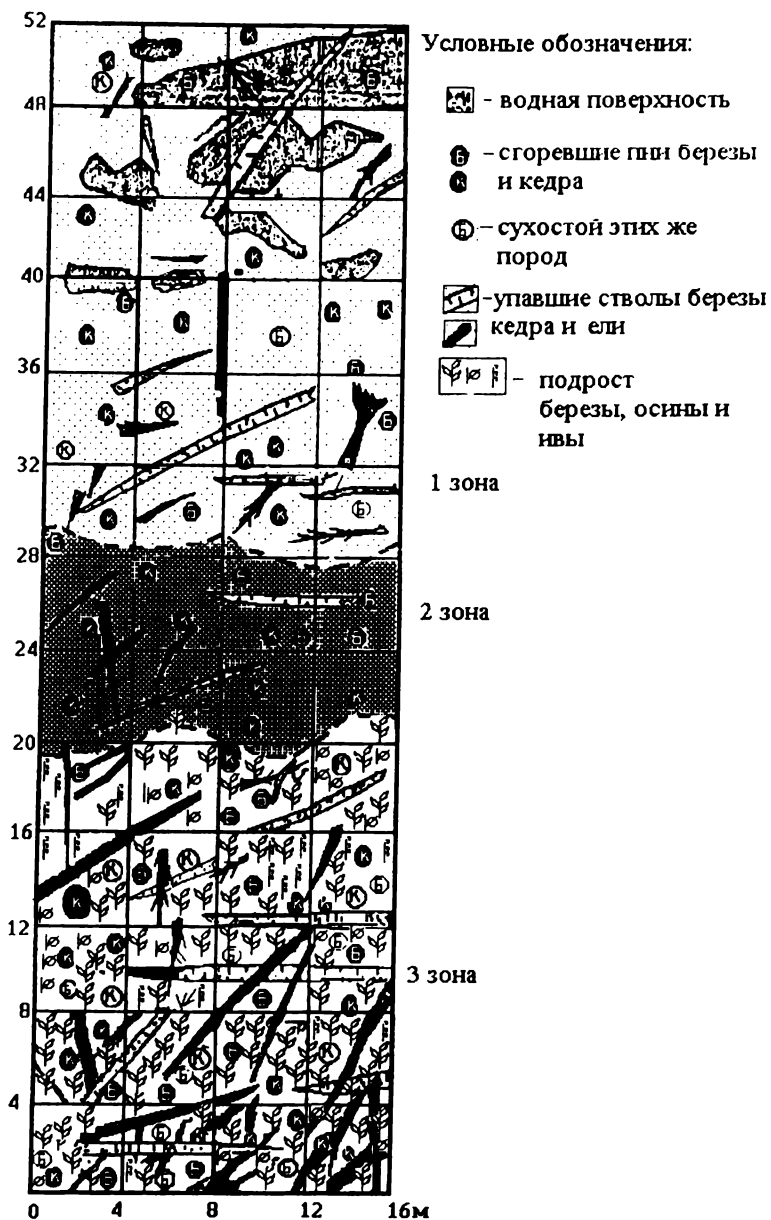 52
48
44
40
36
32
28
24
20
16
12
8
4
0 4 8 12 16м
Условные обозначения:
- водная поверхность
Б - сгоревшие пни березы
К и кедра
Б - сухостой этих же
пород
- упавшие стволы березы
кедра и ели
- подрост
березы, осины и
ивы
1 зона
2 зона
3 зона